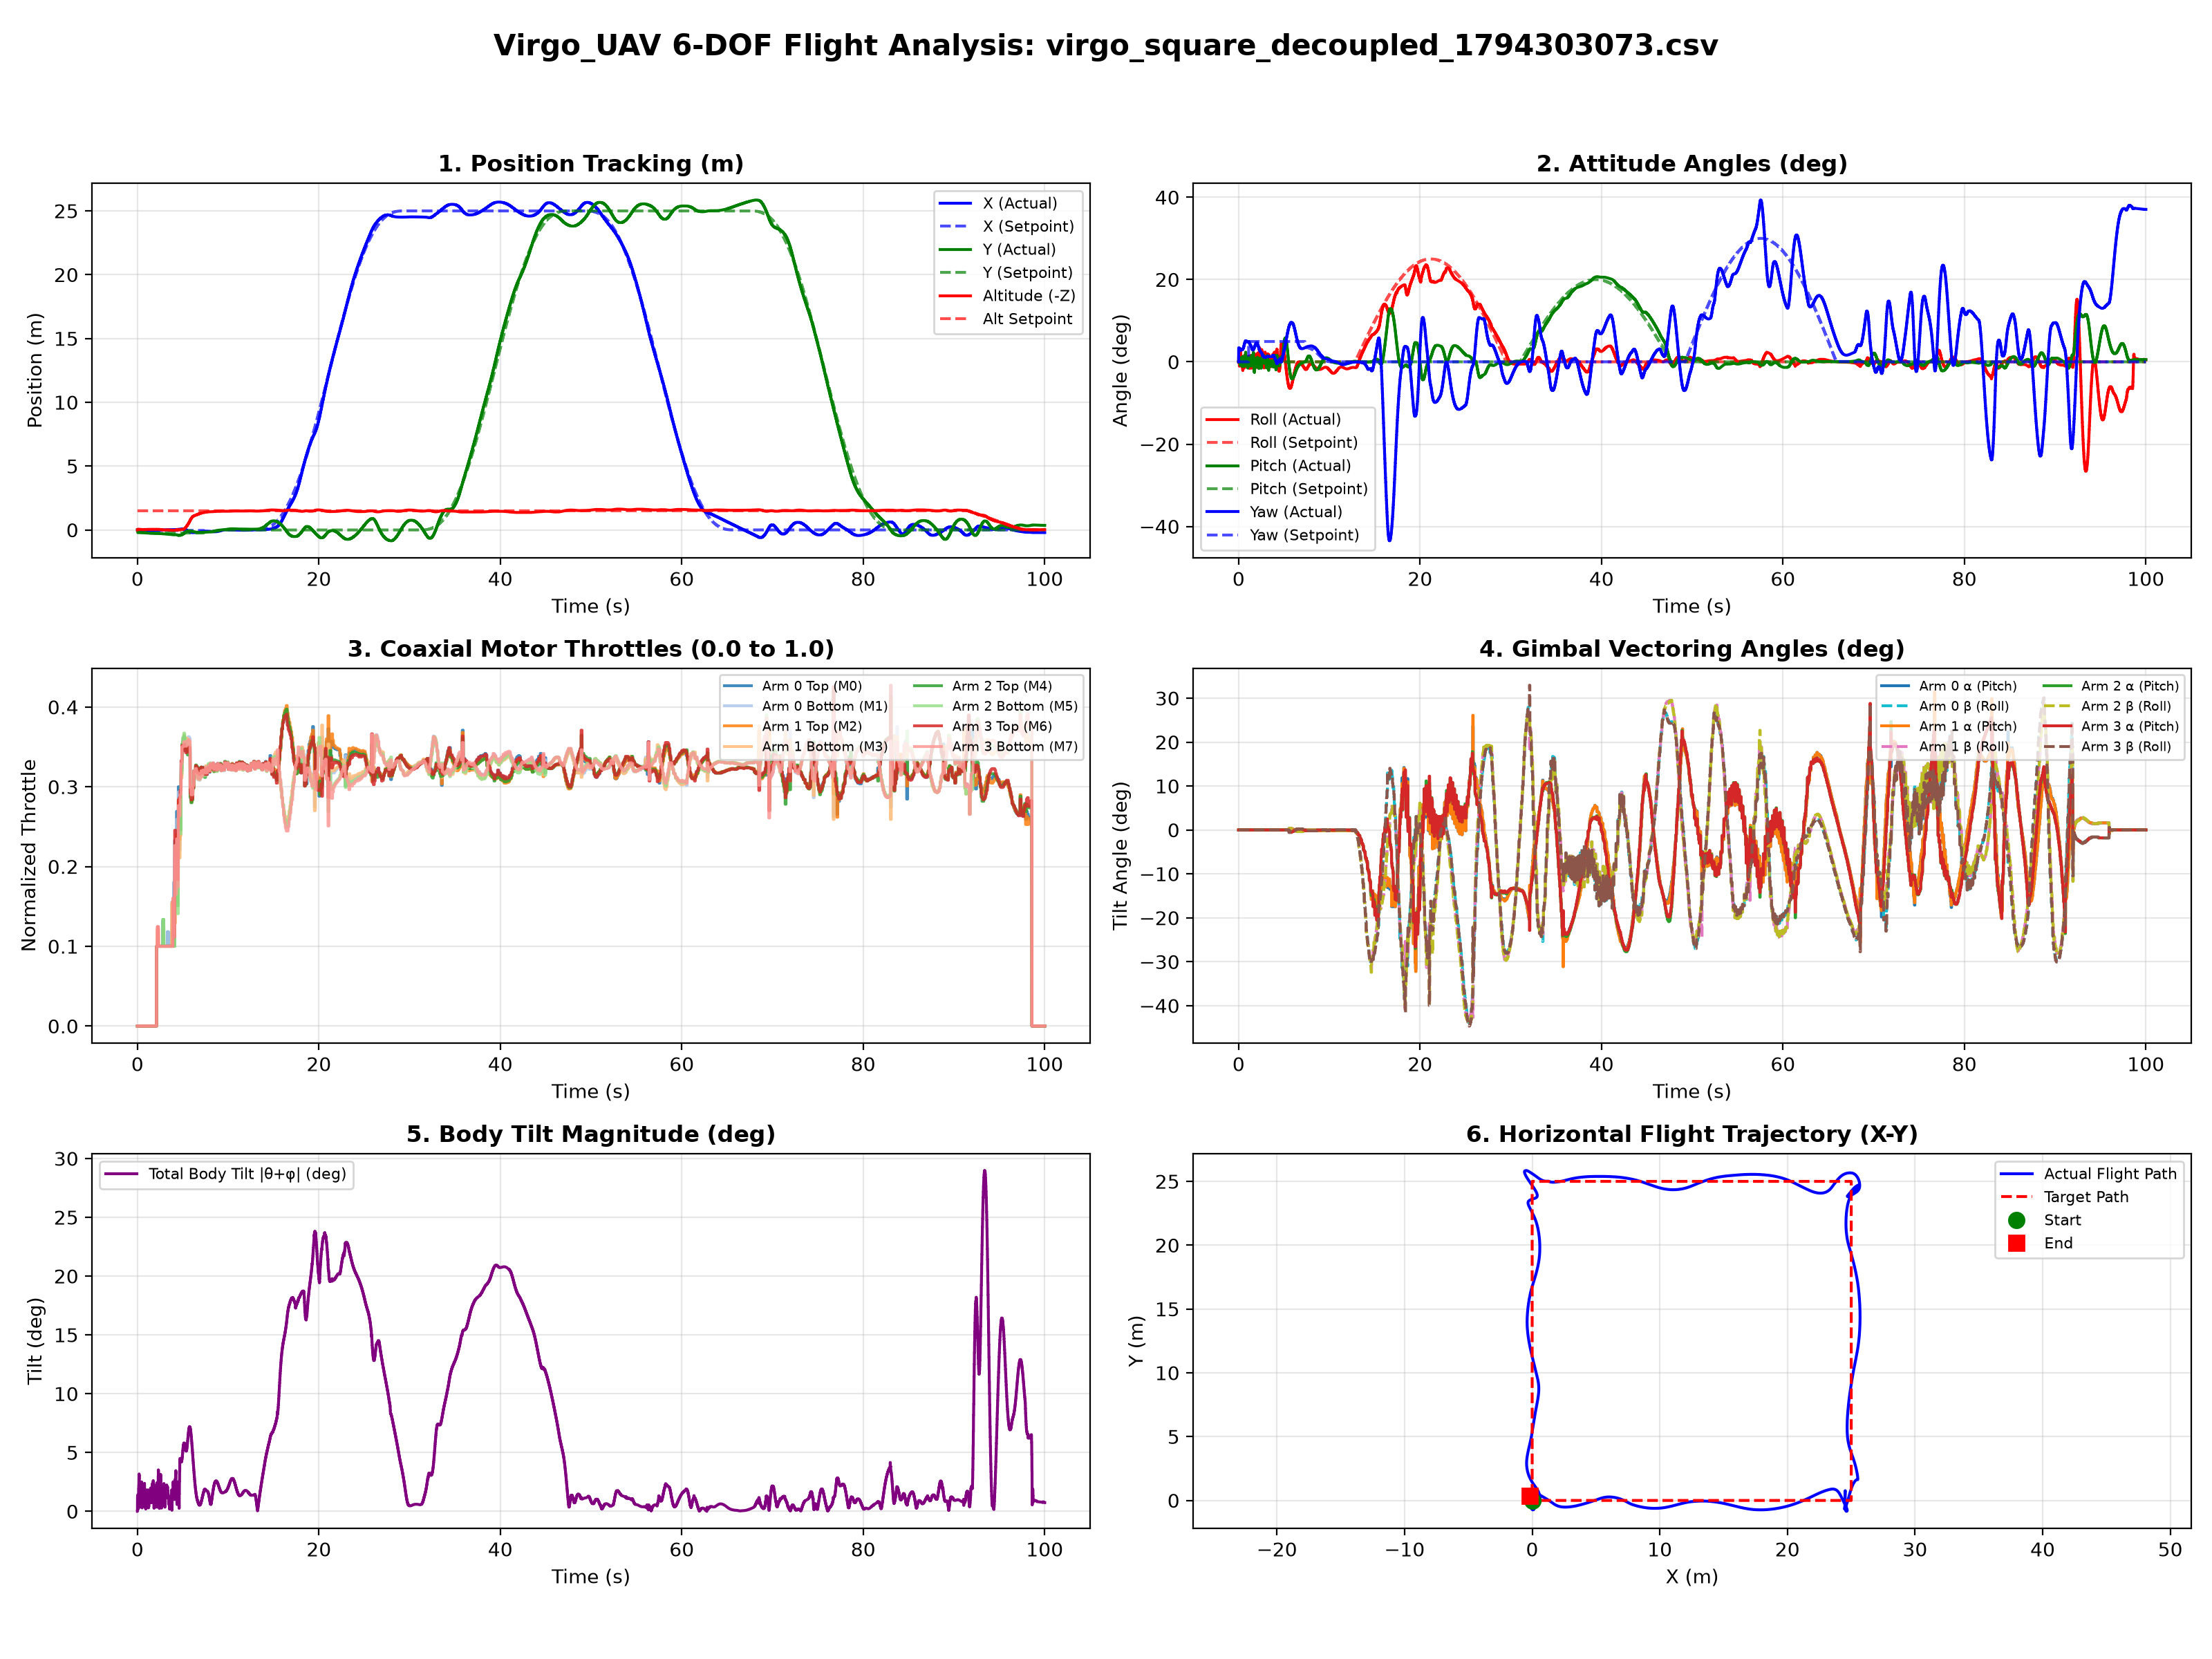 Virgo_UAV 6-DOF Flight Analysis: virgo_square_decoupled_1794303073.csv
1. Position Tracking (m)
Position (m)
25
20
15
10
5
0
X (Actual)
X (Setpoint)
Y (Actual)
Y (Setpoint)
Altitude (-Z)
Alt Setpoint
0 20 40 60 80 100
Time (s)
2. Attitude Angles (deg)
Angle (deg)
40
20
0
−20
−40
Roll (Actual)
Roll (Setpoint)
Pitch (Actual)
Pitch (Setpoint)
Yaw (Actual)
Yaw (Setpoint)
0 20 40 60 80 100
Time (s)
3. Coaxial Motor Throttles (0.0 to 1.0)
Normalized Throttle
0.4
0.3
0.2
0.1
0.0
Arm 0 Top (M0) Arm 2 Top (M4)
Arm 0 Bottom (M1) Arm 2 Bottom (M5)
Arm 1 Top (M2) Arm 3 Top (M6)
Arm 1 Bottom (M3) Arm 3 Bottom (M7)
0 20 40 60 80 100
Time (s)
4. Gimbal Vectoring Angles (deg)
Tilt Angle (deg)
30
20
10
0
−10
−20
−30
−40
Arm 0 α (Pitch) Arm 2 α (Pitch)
Arm 0 β (Roll) Arm 2 β (Roll)
Arm 1 α (Pitch) Arm 3 α (Pitch)
Arm 1 β (Roll) Arm 3 β (Roll)
0 20 40 60 80 100
Time (s)
5. Body Tilt Magnitude (deg)
Tilt (deg)
30
25
20
15
10
5
0
Total Body Tilt |θ+φ| (deg)
0 20 40 60 80 100
Time (s)
6. Horizontal Flight Trajectory (X-Y)
Y (m)
25
20
15
10
5
0
Actual Flight Path
Target Path
Start
End
−20 −10 0 10 20 30 40 50
X (m)